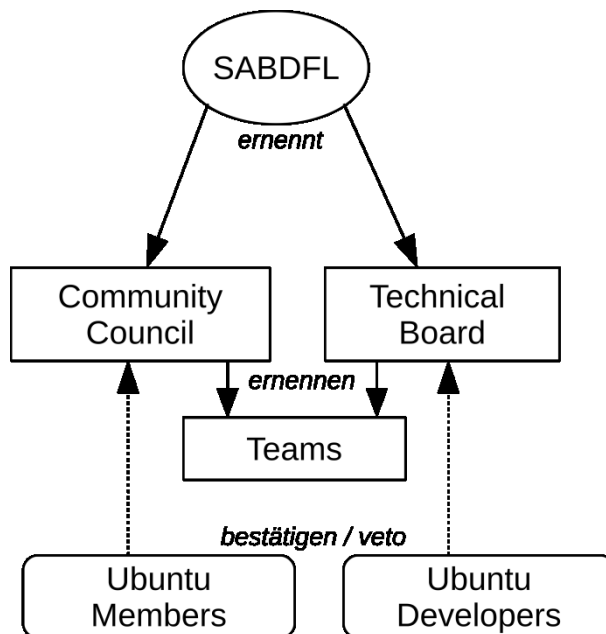 SABDFL
ernennt
Community
Council
Technical
Board
ernennen
Teams
bestätigen / veto
Ubuntu
Members
Ubuntu
Developers